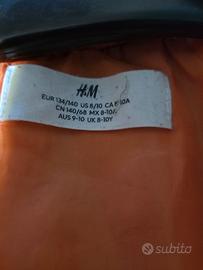 H&M
EUR 134/140 US 8/10 CA 8-10A
CN 140/68 MX 8-10A
AUS 9-10 UK 8-10Y
subito